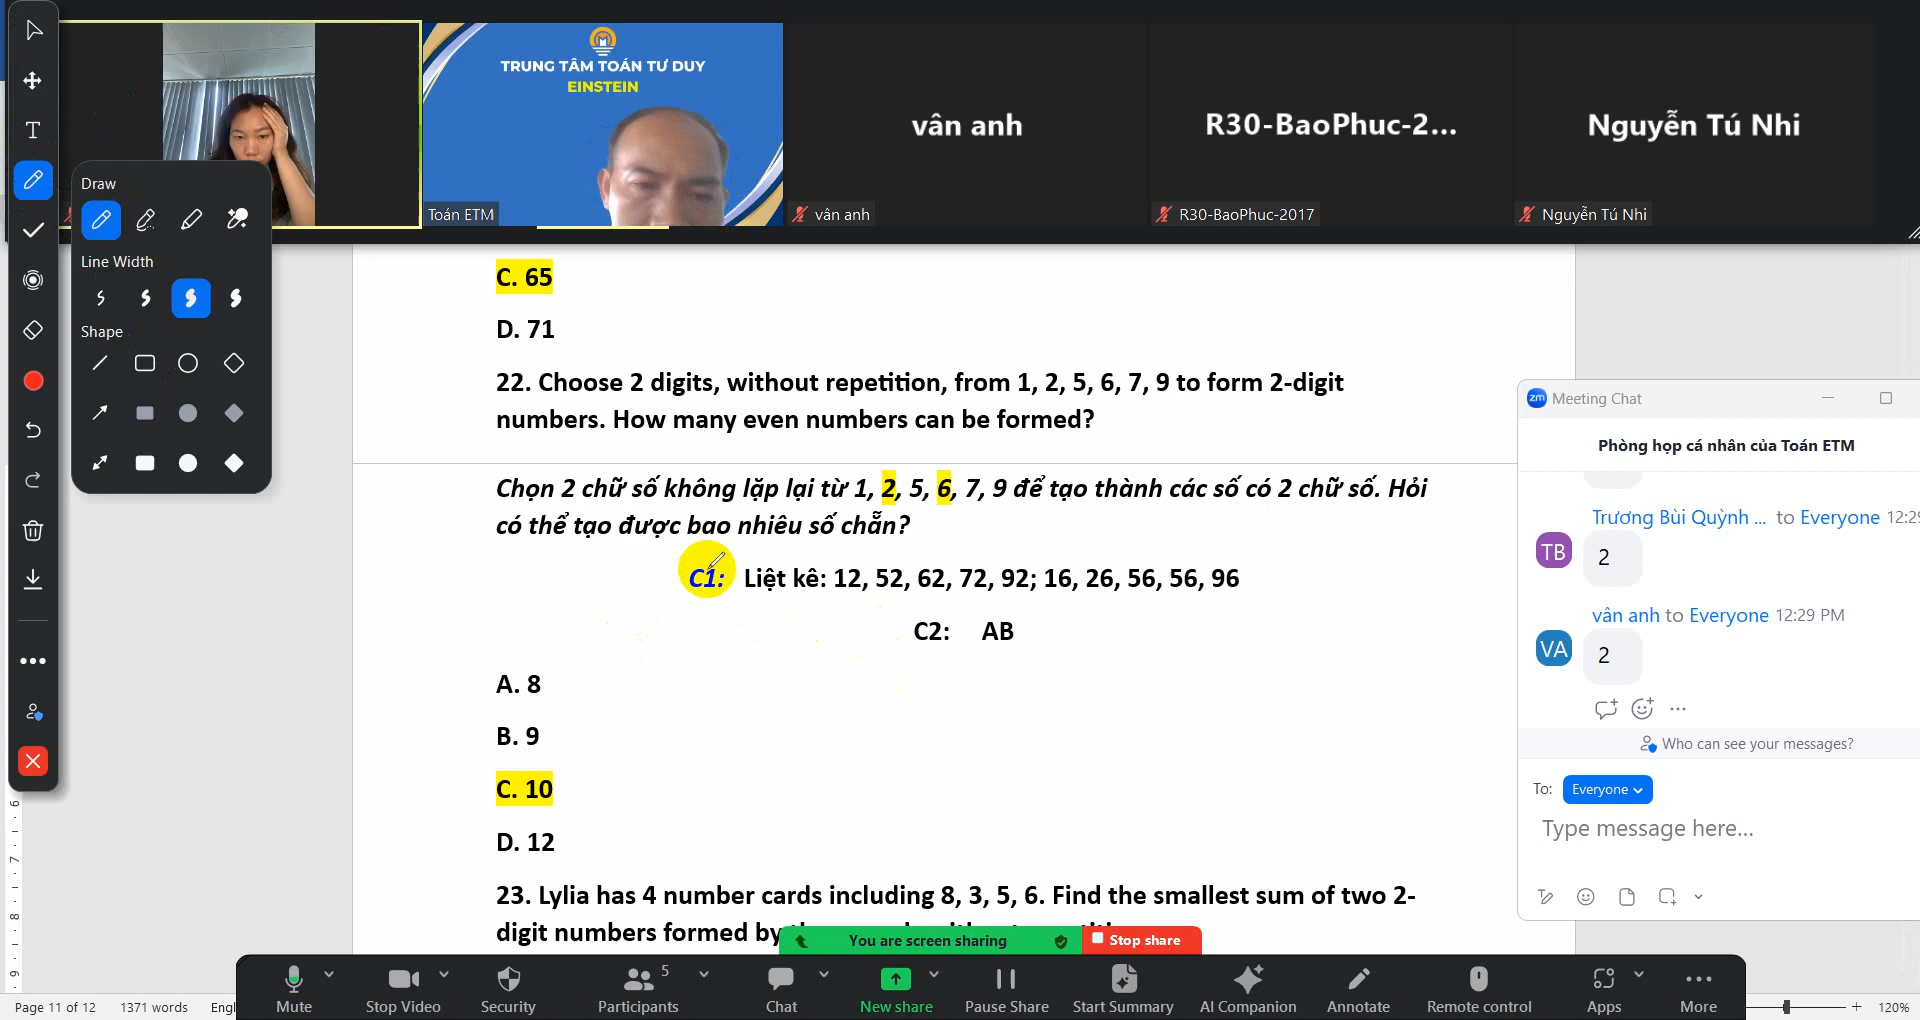 TRUNG TÂM TOÁN TƯ DUY
EINSTEIN
Toán ETM
vân anh
vân anh
R30-BaoPhuc-2...
R30-BaoPhuc-2017
Nguyễn Tú Nhi
Nguyễn Tú Nhi
Draw
Line Width
Shape
T
C. 65
D. 71
22. Choose 2 digits, without repetition, from 1, 2, 5, 6, 7, 9 to form 2-digit
numbers. How many even numbers can be formed?
Chọn 2 chữ số không lặp lại từ 1, 2, 5, 6, 7, 9 để tạo thành các số có 2 chữ số. Hỏi
có thể tạo được bao nhiêu số chẵn?
C1: Liệt kê: 12, 52, 62, 72, 92; 16, 26, 56, 56, 96
C2: AB
A. 8
B. 9
C. 10
D. 12
23. Lylia has 4 number cards including 8, 3, 5, 6. Find the smallest sum of two 2-
digit numbers formed by
zm Meeting Chat
Phòng họp cá nhân của Toán ETM
Trương Bùi Quỳnh ... to Everyone 12:29
TB
2
vân anh to Everyone 12:29 PM
VA
2
Who can see your messages?
To: Everyone
Type message here...
You are screen sharing
Stop share
Mute
Stop Video
Security
Participants
5
Chat
New share
Pause Share
Start Summary
AI Companion
Annotate
Remote control
Apps
More
Page 11 of 12
1371 words
Engl
120%
6
7
8
9